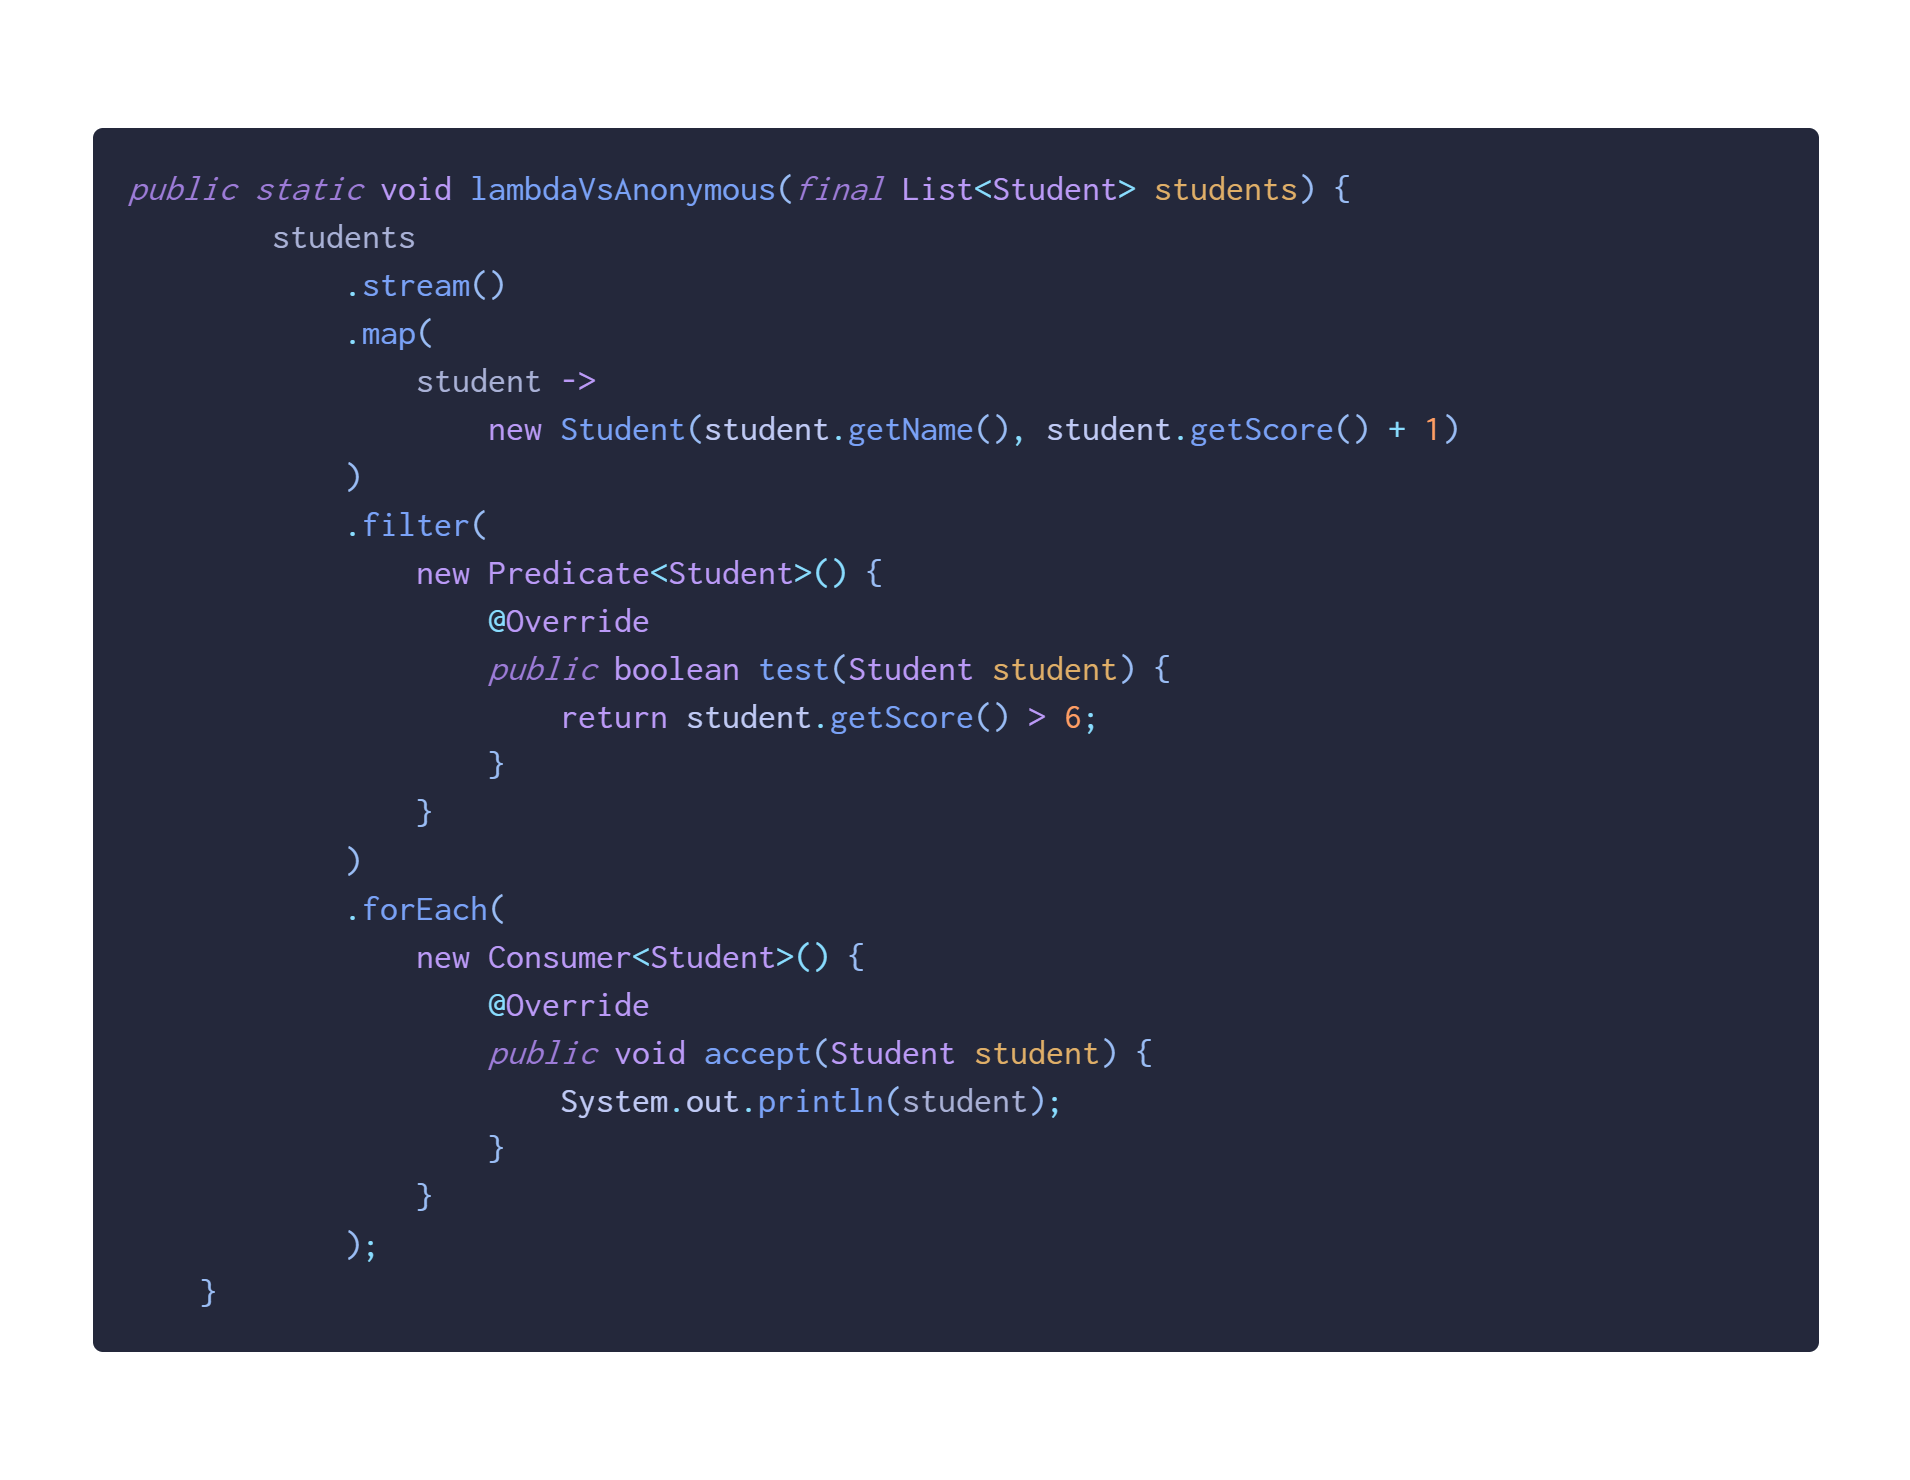 public static void lambdaVsAnonymous(final List<Student> students) {
        students
            .stream()
            .map(
                student ->
                    new Student(student.getName(), student.getScore() + 1)
            )
            .filter(
                new Predicate<Student>() {
                    @Override
                    public boolean test(Student student) {
                        return student.getScore() > 6;
                    }
                }
            )
            .forEach(
                new Consumer<Student>() {
                    @Override
                    public void accept(Student student) {
                        System.out.println(student);
                    }
                }
            );
    }